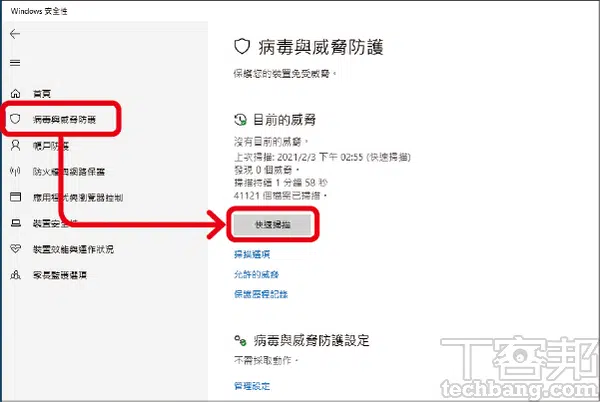 Windows 安全性
首頁
病毒與威脅防護
帳戶防護
防火牆與網路保護
應用程式與瀏覽器控制
裝置安全性
裝置效能與運作狀況
家長監護選項
病毒與威脅防護
保護您的裝置免受威脅。
目前的威脅
沒有目前的威脅。
上次掃描: 2021/2/3 下午 02:55 (快速掃描)
發現 0 個威脅。
掃描持續 1 分鐘 58 秒
41121 個檔案已掃描。
快速掃描
掃描選項
允許的威脅
保護歷程記錄
病毒與威脅防護設定
不需採取動作。
管理設定
T客邦
techbang.com